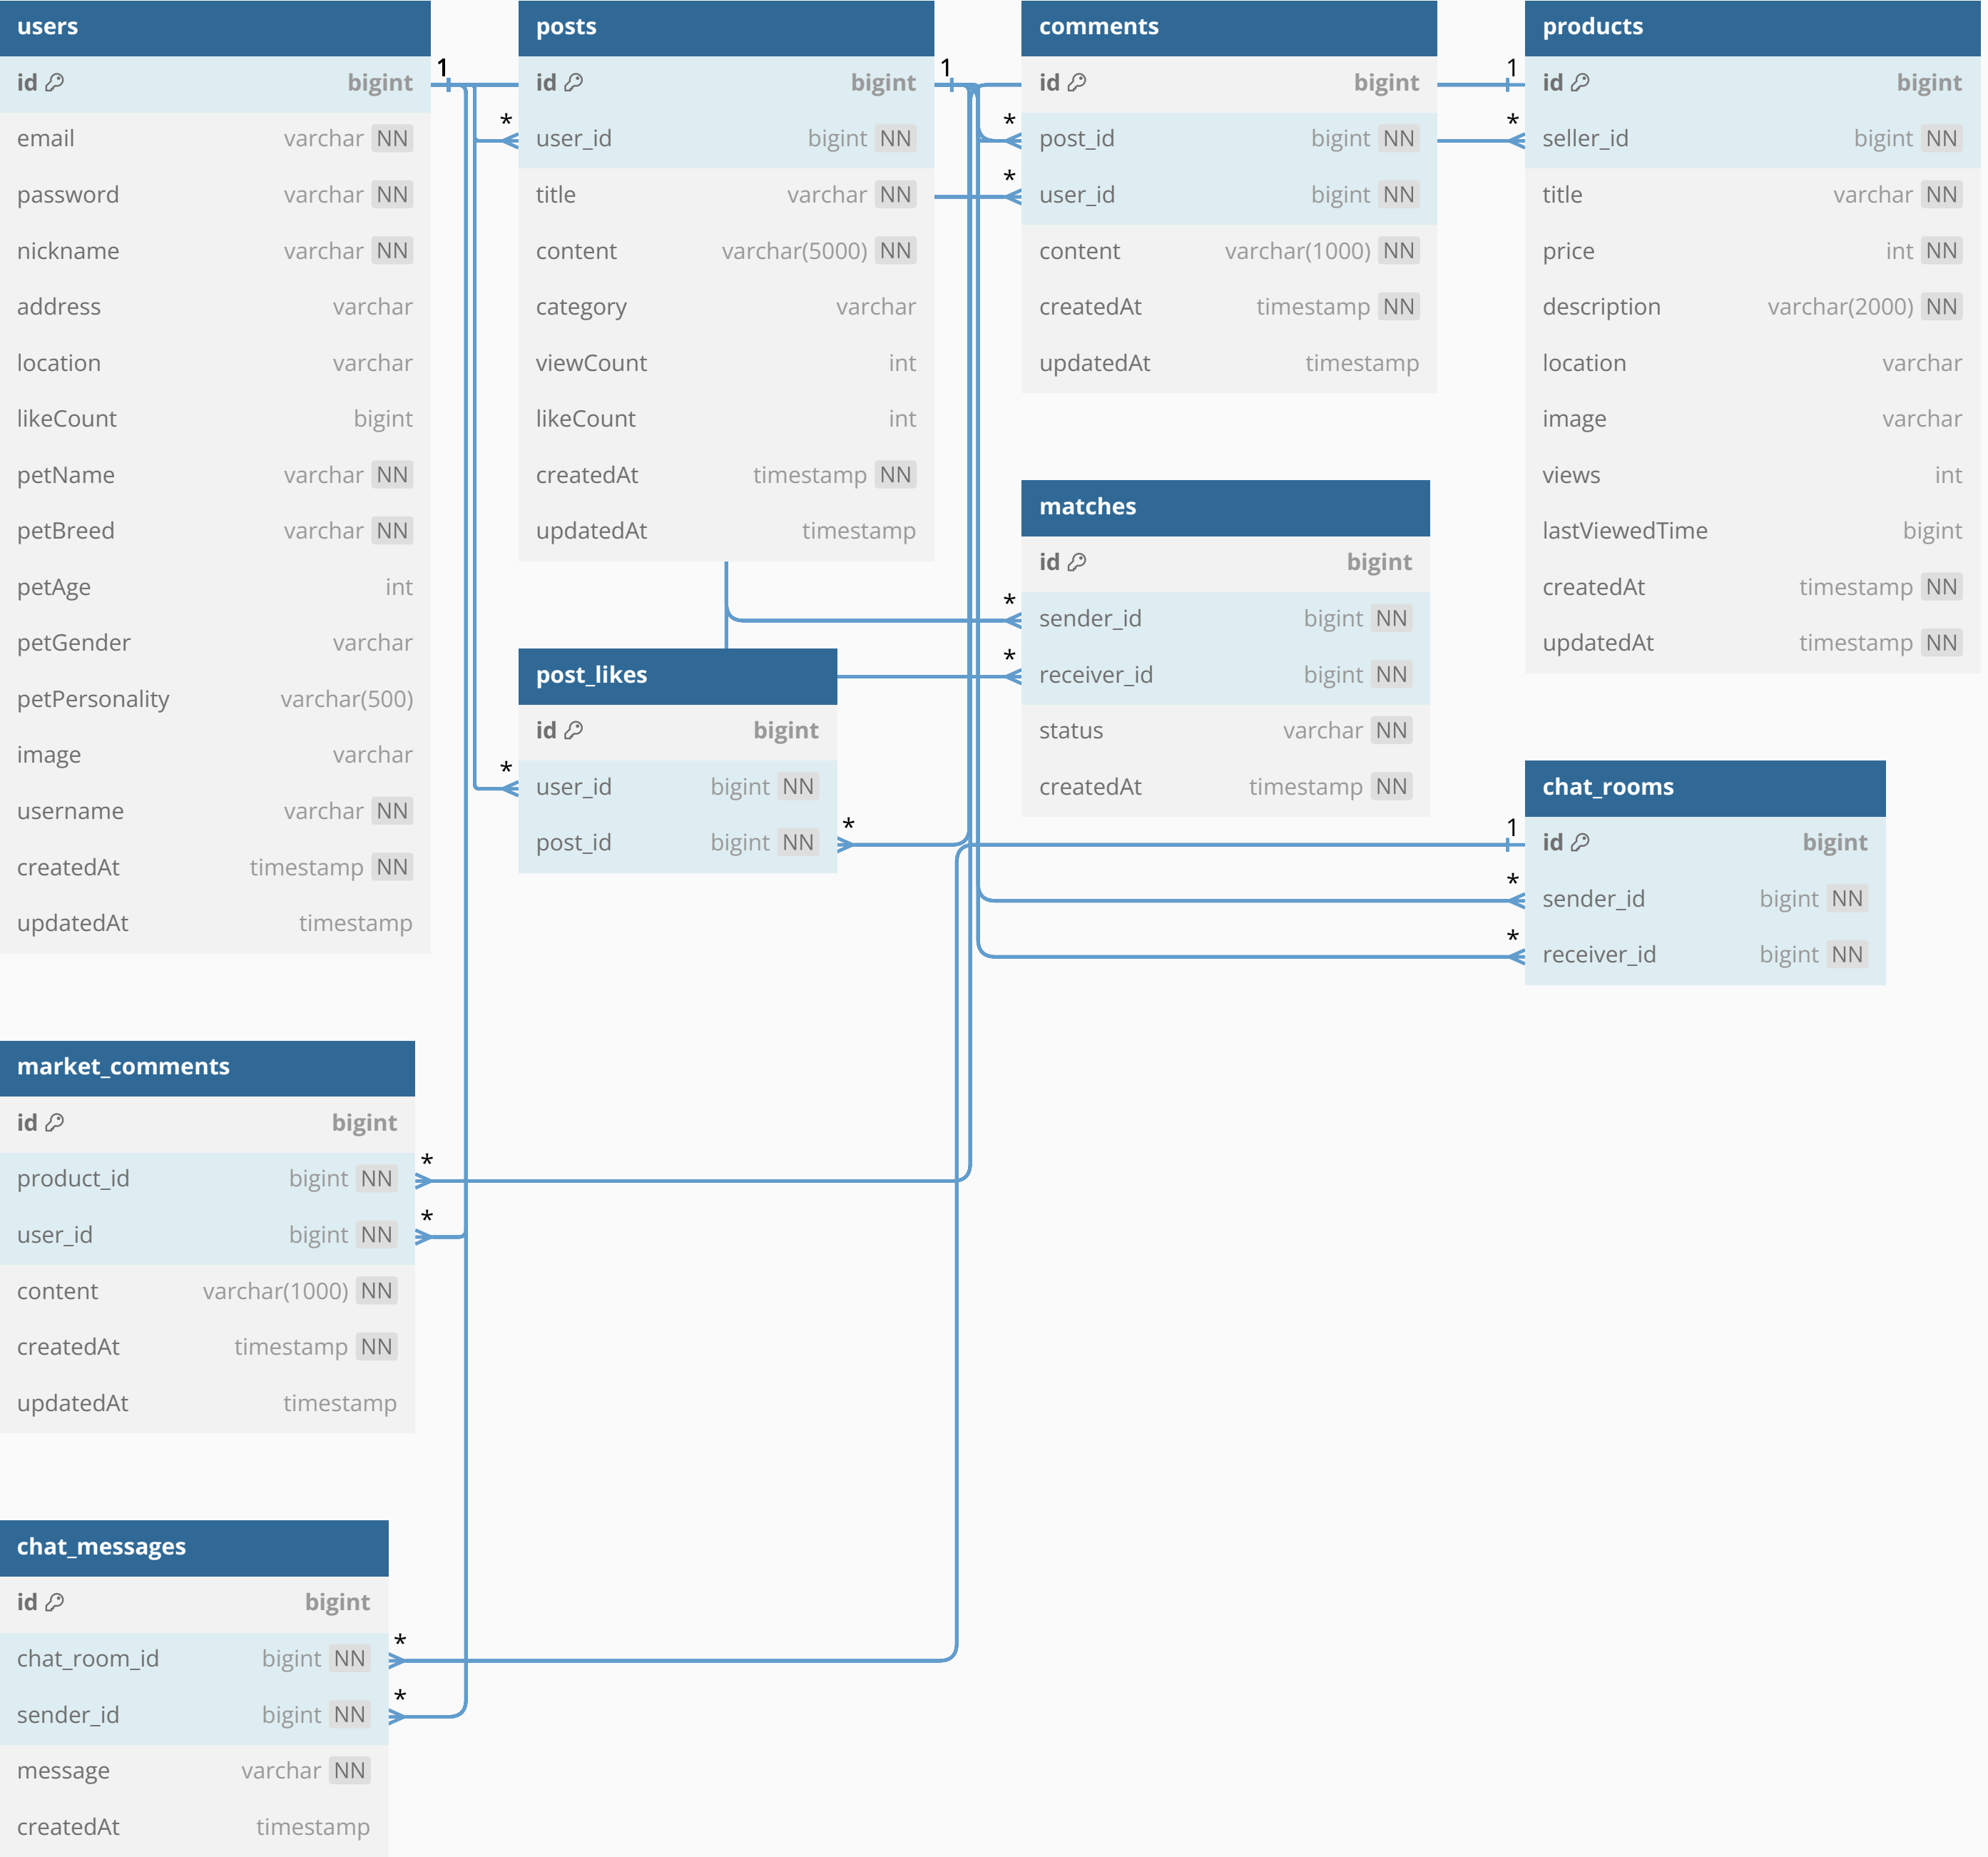 users
id bigint
email varchar NN
password varchar NN
nickname varchar NN
address varchar
location varchar
likeCount bigint
petName varchar NN
petBreed varchar NN
petAge int
petGender varchar
petPersonality varchar(500)
image varchar
username varchar NN
createdAt timestamp NN
updatedAt timestamp
1
posts
id bigint
* user_id bigint NN
title varchar NN
content varchar(5000) NN
category varchar
viewCount int
likeCount int
createdAt timestamp NN
updatedAt timestamp
1
comments
id bigint
* post_id bigint NN
* user_id bigint NN
content varchar(1000) NN
createdAt timestamp NN
updatedAt timestamp
products
1 id bigint
* seller_id bigint NN
title varchar NN
price int NN
description varchar(2000) NN
location varchar
image varchar
views int
lastViewedTime bigint
createdAt timestamp NN
updatedAt timestamp NN
matches
id bigint
* sender_id bigint NN
* receiver_id bigint NN
status varchar NN
createdAt timestamp NN
post_likes
id bigint
* user_id bigint NN
post_id bigint NN *
chat_rooms
1 id bigint
* sender_id bigint NN
* receiver_id bigint NN
market_comments
id bigint
product_id bigint NN *
user_id bigint NN *
content varchar(1000) NN
createdAt timestamp NN
updatedAt timestamp
chat_messages
id bigint
chat_room_id bigint NN *
sender_id bigint NN *
message varchar NN
createdAt timestamp